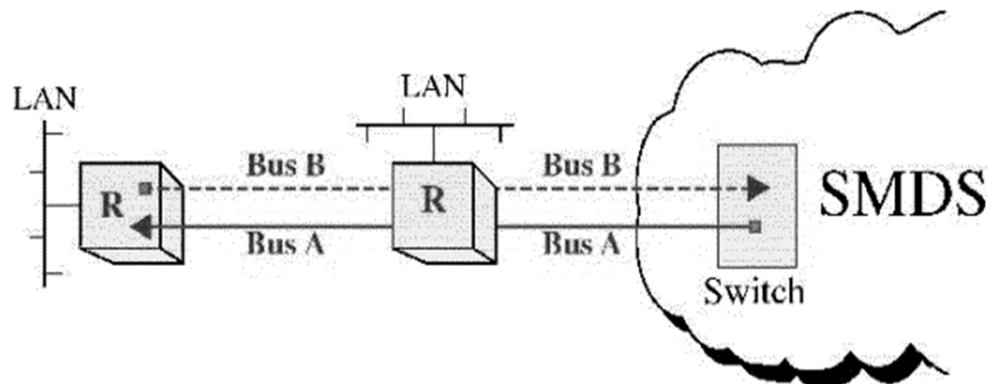 LAN
LAN
Bus B
Bus B
R
R
Bus A
Bus A
SMDS
Switch